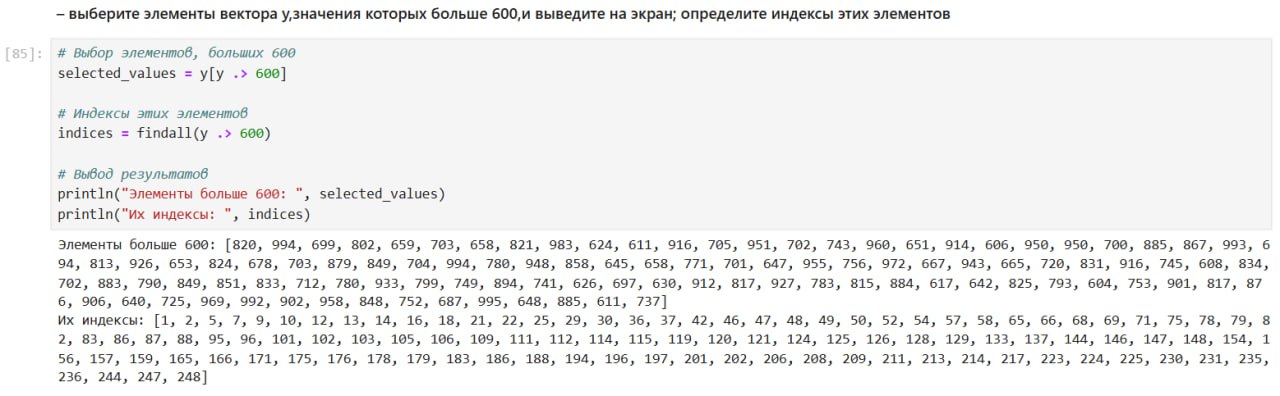 – выберите элементы вектора y,значения которых больше 600,и выведите на экран; определите индексы этих элементов
[85]: # Выбор элементов, больших 600
selected_values = y[y .> 600]
# Индексы этих элементов
indices = findall(y .> 600)
# Вывод результатов
println("Элементы больше 600: ", selected_values)
println("Их индексы: ", indices)
Элементы больше 600: [820, 994, 699, 802, 659, 703, 658, 821, 983, 624, 611, 916, 705, 951, 702, 743, 960, 651, 914, 606, 950, 950, 700, 885, 867, 993, 6
94, 813, 926, 653, 824, 678, 703, 879, 849, 704, 994, 780, 948, 858, 645, 658, 771, 701, 647, 955, 756, 972, 667, 943, 665, 720, 831, 916, 745, 608, 834,
702, 883, 790, 849, 851, 833, 712, 780, 933, 799, 749, 894, 741, 626, 697, 630, 912, 817, 927, 783, 815, 884, 617, 642, 825, 793, 604, 753, 901, 817, 87
6, 906, 640, 725, 969, 992, 902, 958, 848, 752, 687, 995, 648, 885, 611, 737]
Их индексы: [1, 2, 5, 7, 9, 10, 12, 13, 14, 16, 18, 21, 22, 25, 29, 30, 36, 37, 42, 46, 47, 48, 49, 50, 52, 54, 57, 58, 65, 66, 68, 69, 71, 75, 78, 79, 8
2, 83, 86, 87, 88, 95, 96, 101, 102, 103, 105, 106, 109, 111, 112, 114, 115, 119, 120, 121, 124, 125, 126, 128, 129, 133, 137, 144, 146, 147, 148, 154, 1
56, 157, 159, 165, 166, 171, 175, 176, 178, 179, 183, 186, 188, 194, 196, 197, 201, 202, 206, 208, 209, 211, 213, 214, 217, 223, 224, 225, 230, 231, 235,
236, 244, 247, 248]